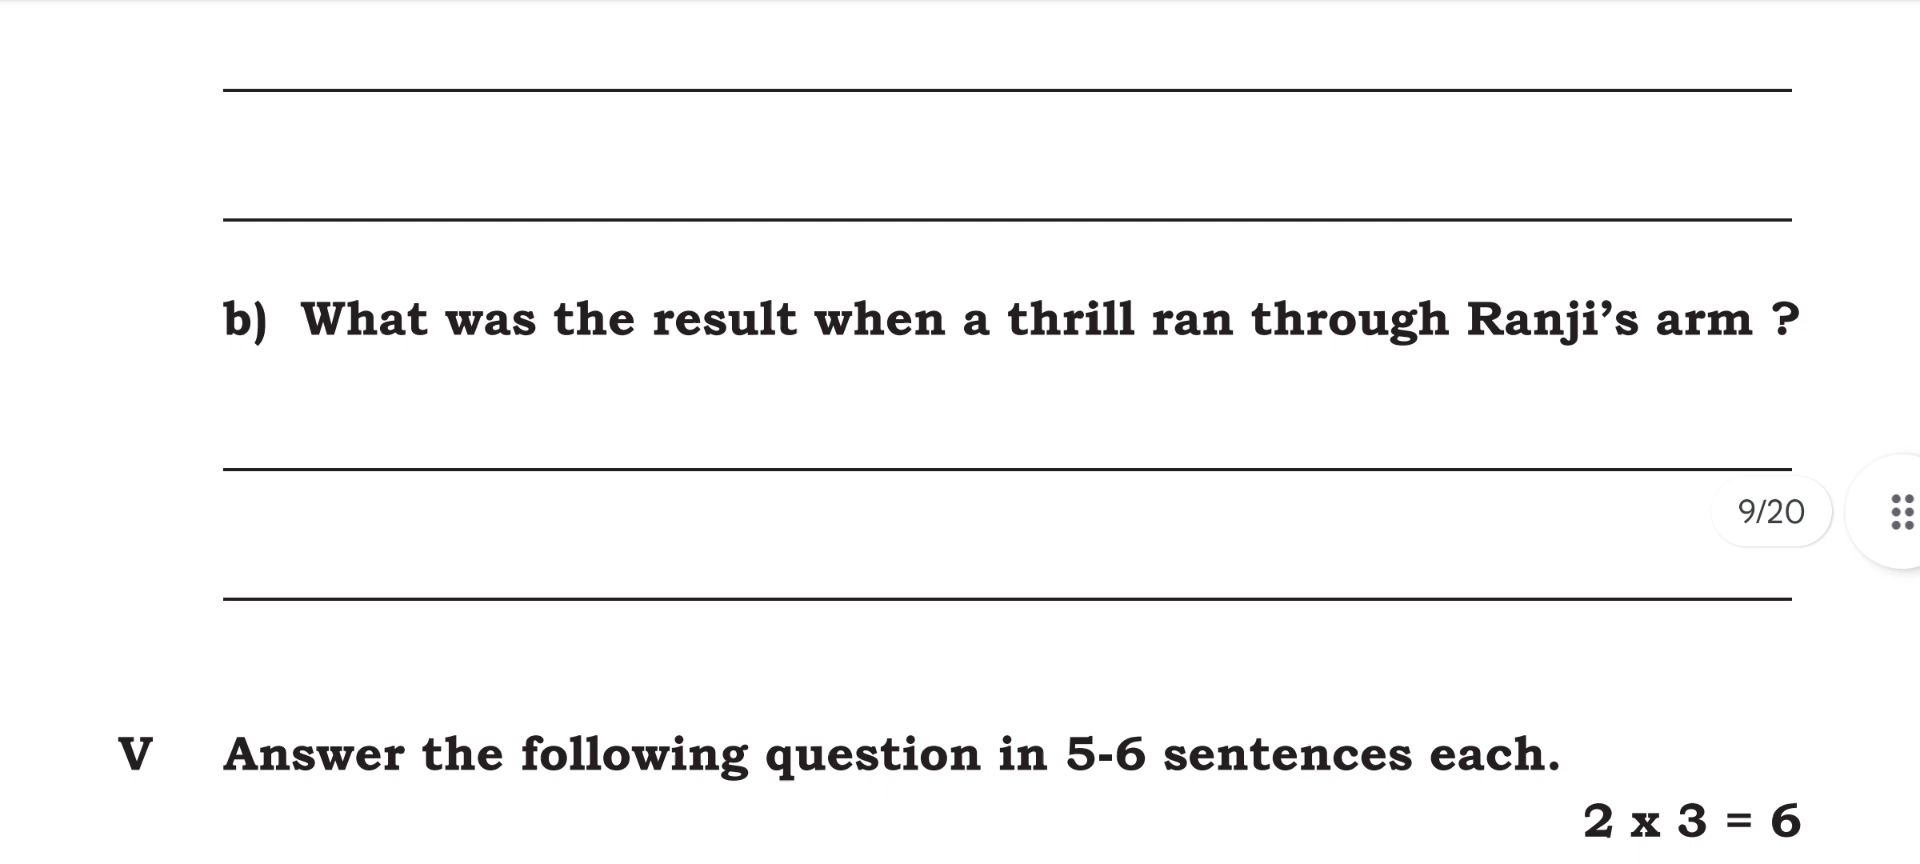 b) What was the result when a thrill ran through Ranji’s arm ?
9/20
V Answer the following question in 5-6 sentences each.
2 x 3 = 6